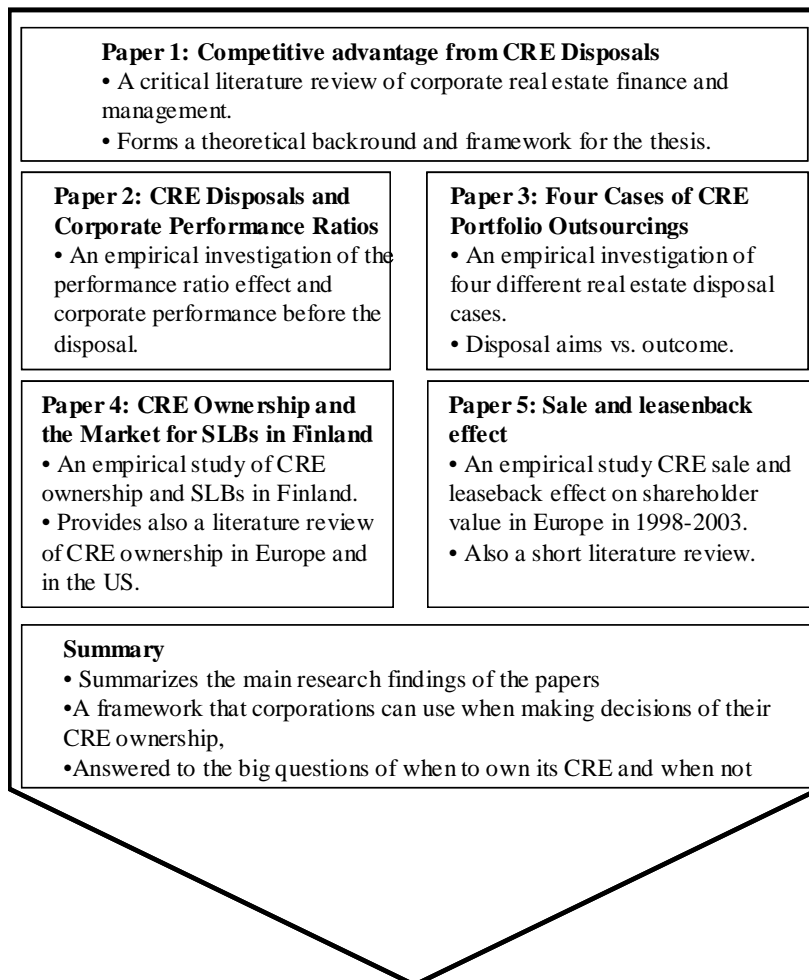 Paper 1: Competitive advantage from CRE Disposals
• A critical literature review of corporate real estate finance and
management.
• Forms a theoretical backround and framework for the thesis.
Paper 2: CRE Disposals and
Corporate Performance Ratios
• An empirical investigation of the
performance ratio effect and
corporate performance before the
disposal.
Paper 3: Four Cases of CRE
Portfolio Outsourcings
• An empirical investigation of
four different real estate disposal
cases.
• Disposal aims vs. outcome.
Paper 4: CRE Ownership and
the Market for SLBs in Finland
• An empirical study of CRE
ownership and SLBs in Finland.
• Provides also a literature review
of CRE ownership in Europe and
in the US.
Paper 5: Sale and leasenback
effect
• An empirical study CRE sale and
leaseback effect on shareholder
value in Europe in 1998-2003.
• Also a short literature review.
Summary
• Summarizes the main research findings of the papers
•A framework that corporations can use when making decisions of their
CRE ownership,
•Answered to the big questions of when to own its CRE and when not